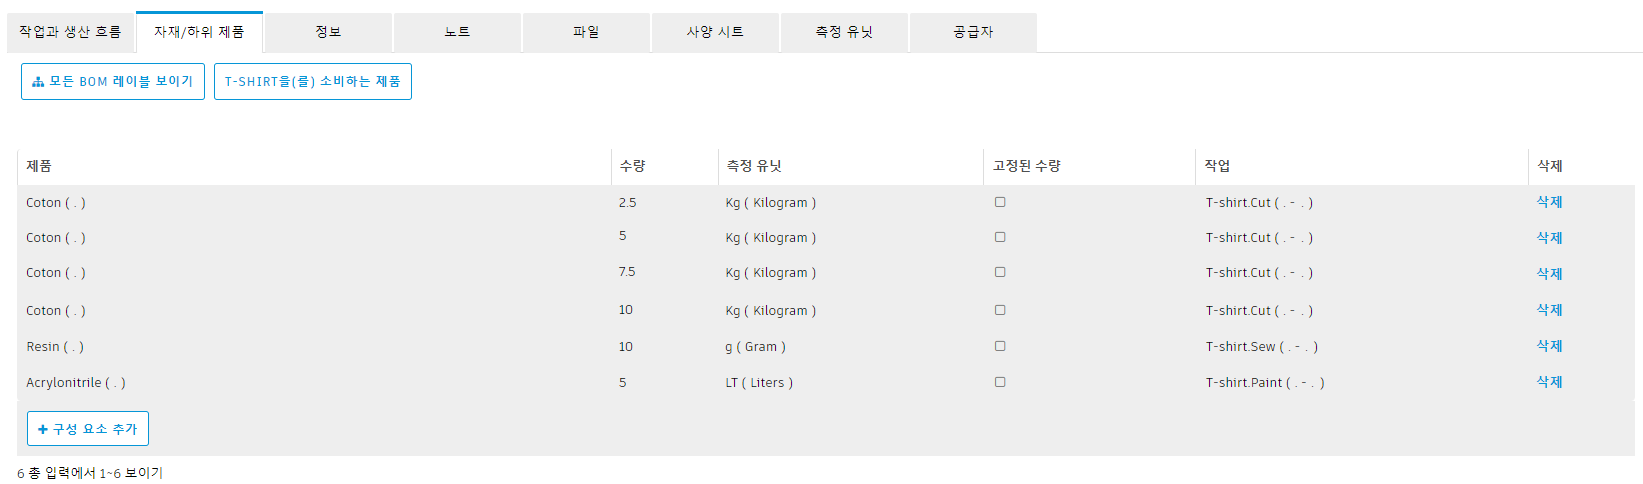 작업과 생산 흐름 자재/하위 제품 정보 노트 파일 사양 시트 측정 유닛 공급자
모든 BOM 레이블 보이기 T-SHIRT을(를) 소비하는 제품
제품 수량 측정 유닛 고정된 수량 작업 삭제
Coton ( . ) 2.5 Kg ( Kilogram ) T-shirt.Cut ( . - . ) 삭제
Coton ( . ) 5 Kg ( Kilogram ) T-shirt.Cut ( . - . ) 삭제
Coton ( . ) 7.5 Kg ( Kilogram ) T-shirt.Cut ( . - . ) 삭제
Coton ( . ) 10 Kg ( Kilogram ) T-shirt.Cut ( . - . ) 삭제
Resin ( . ) 10 g ( Gram ) T-shirt.Sew ( . - . ) 삭제
Acrylonitrile ( . ) 5 LT ( Liters ) T-shirt.Paint ( . - . ) 삭제
+ 구성 요소 추가
6 총 입력에서 1~6 보이기